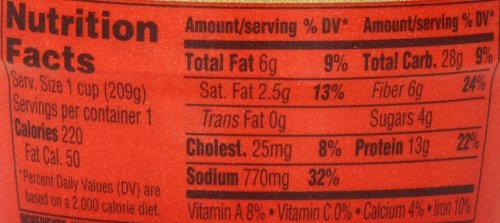 Nutrition
Facts
Serv. Size 1 cup (209g)
Servings per container 1
Calories 220
Fat Cal. 50
*Percent Daily Values (DV) are
based on a 2,000 calorie diet.
Amount/serving % DV* Amount/serving % DV*
Total Fat 6g 9% Total Carb. 28g 9%
Sat. Fat 2.5g 13% Fiber 6g 24%
Trans Fat 0g Sugars 4g
Cholest. 25mg 8% Protein 13g 22%
Sodium 770mg 32%
Vitamin A 8% • Vitamin C 0% • Calcium 4% • Iron 10%